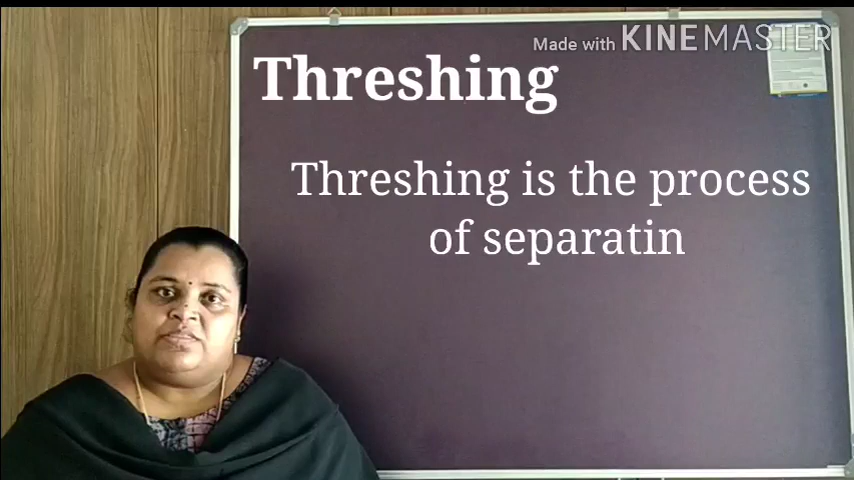 Made with KINEMASTER
Threshing
Threshing is the process
of separatin